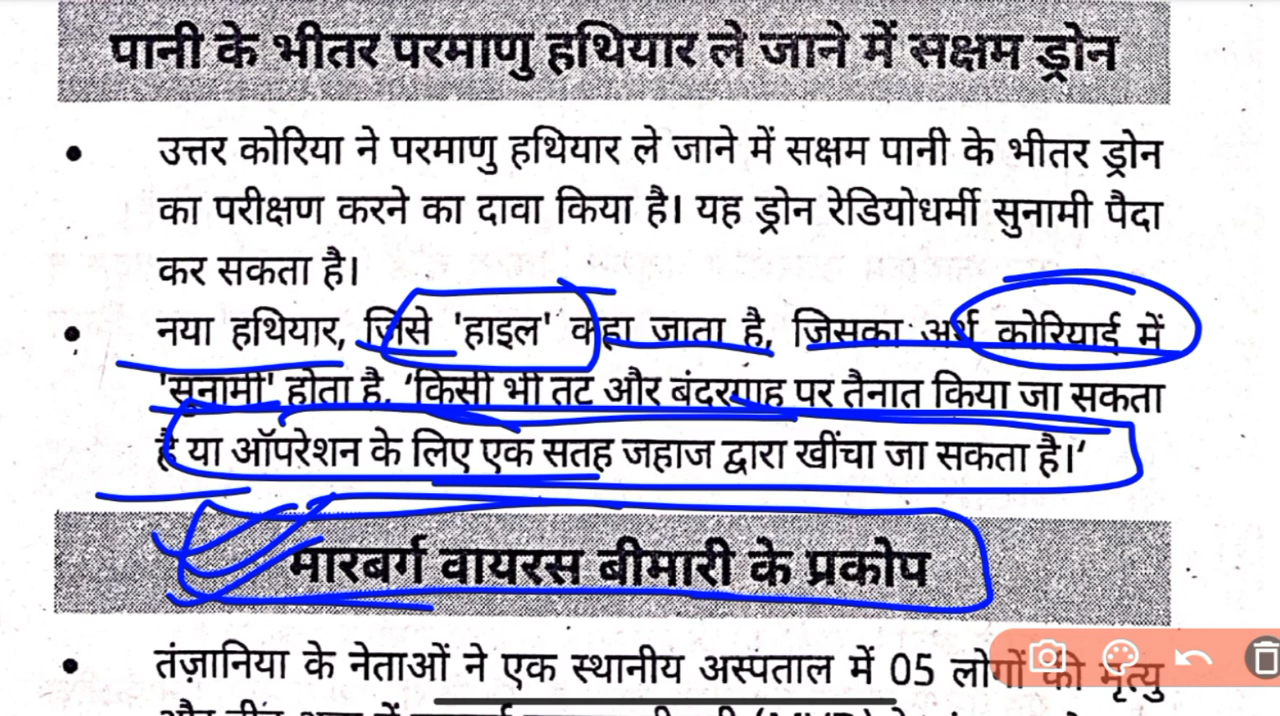 पानी के भीतर परमाणु हथियार ले जाने में सक्षम ड्रोन
• उत्तर कोरिया ने परमाणु हथियार ले जाने में सक्षम पानी के भीतर ड्रोन
का परीक्षण करने का दावा किया है। यह ड्रोन रेडियोधर्मी सुनामी पैदा
कर सकता है।
• नया हथियार, जिसे 'हाइल' कहा जाता है, जिसका अर्थ कोरियाई में
'सुनामी' होता है, 'किसी भी तट और बंदरगाह पर तैनात किया जा सकता
है या ऑपरेशन के लिए एक सतह जहाज द्वारा खींचा जा सकता है।'
मारबर्ग वायरस बीमारी के प्रकोप
• तंज़ानिया के नेताओं ने एक स्थानीय अस्पताल में 05 लोगों की मृत्यु